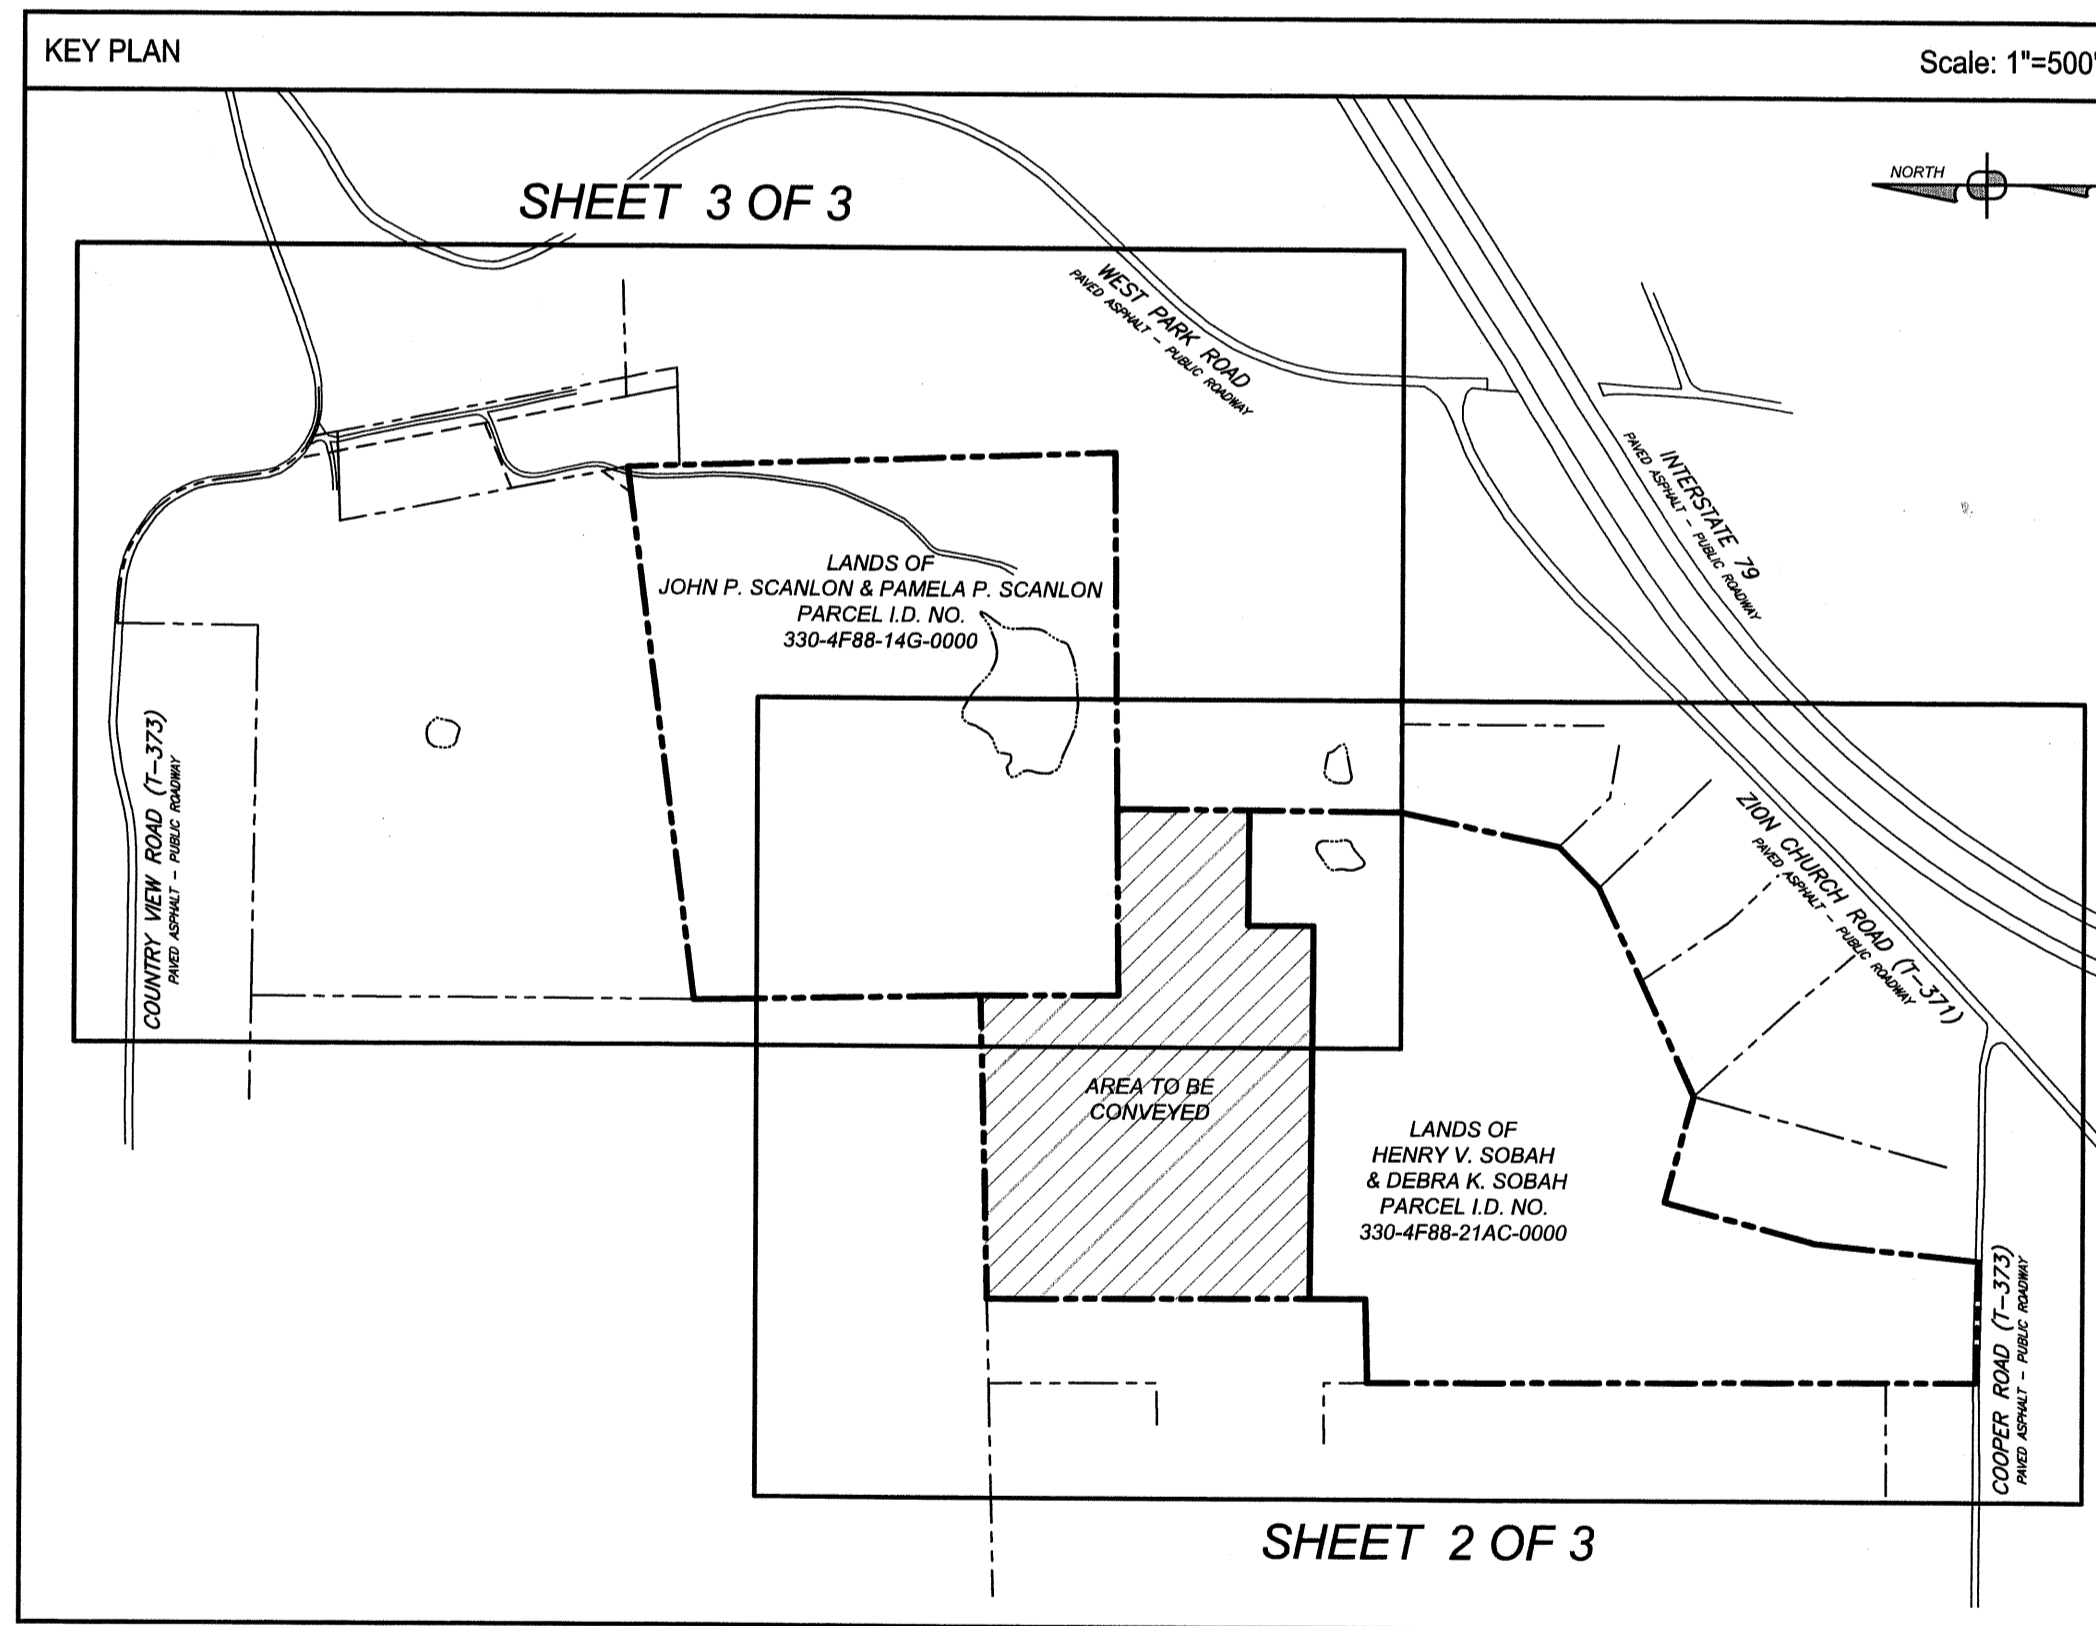 KEY PLAN
Scale: 1"=500'
NORTH
SHEET 3 OF 3
WEST PARK ROAD
PAVED ASPHALT - PUBLIC ROADWAY
INTERSTATE 79
PAVED ASPHALT - PUBLIC ROADWAY
LANDS OF
JOHN P. SCANLON & PAMELA P. SCANLON
PARCEL I.D. NO.
330-4F88-14G-0000
COUNTRY VIEW ROAD (T-373)
PAVED ASPHALT - PUBLIC ROADWAY
ZION CHURCH ROAD (T-371)
PAVED ASPHALT - PUBLIC ROADWAY
AREA TO BE
CONVEYED
LANDS OF
HENRY V. SOBAH
& DEBRA K. SOBAH
PARCEL I.D. NO.
330-4F88-21AC-0000
COOPER ROAD (T-373)
PAVED ASPHALT - PUBLIC ROADWAY
SHEET 2 OF 3